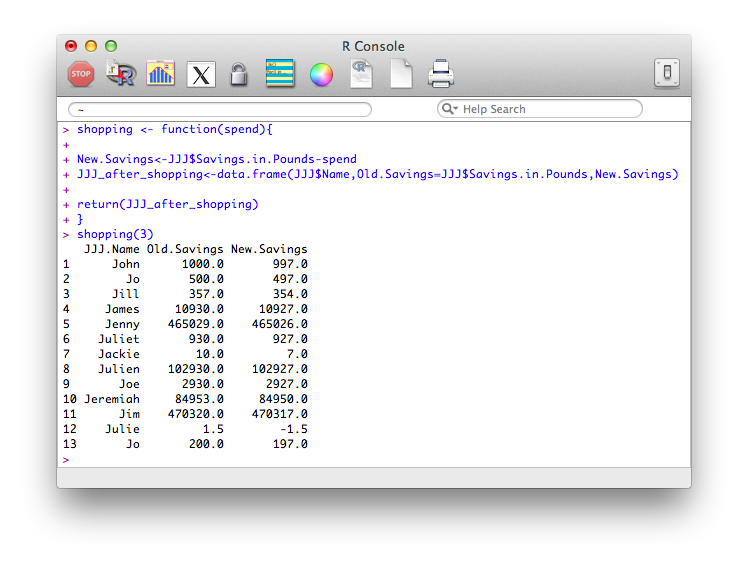 R Console
STOP
R
X
~
Help Search
> shopping <- function(spend){
+
+ New.Savings<-JJJ$Savings.in.Pounds-spend
+ JJJ_after_shopping<-data.frame(JJJ$Name,Old.Savings=JJJ$Savings.in.Pounds,New.Savings)
+
+ return(JJJ_after_shopping)
+ }
> shopping(3)
JJJ.Name Old.Savings New.Savings
1 John 1000.0 997.0
2 Jo 500.0 497.0
3 Jill 357.0 354.0
4 James 10930.0 10927.0
5 Jenny 465029.0 465026.0
6 Juliet 930.0 927.0
7 Jackie 10.0 7.0
8 Julien 102930.0 102927.0
9 Joe 2930.0 2927.0
10 Jeremiah 84953.0 84950.0
11 Jim 470320.0 470317.0
12 Julie 1.5 -1.5
13 Jo 200.0 197.0
>